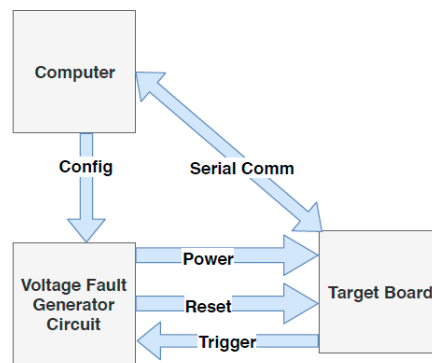 Computer
Config
Serial Comm
Voltage Fault
Generator
Circuit
Power
Reset
Trigger
Target Board